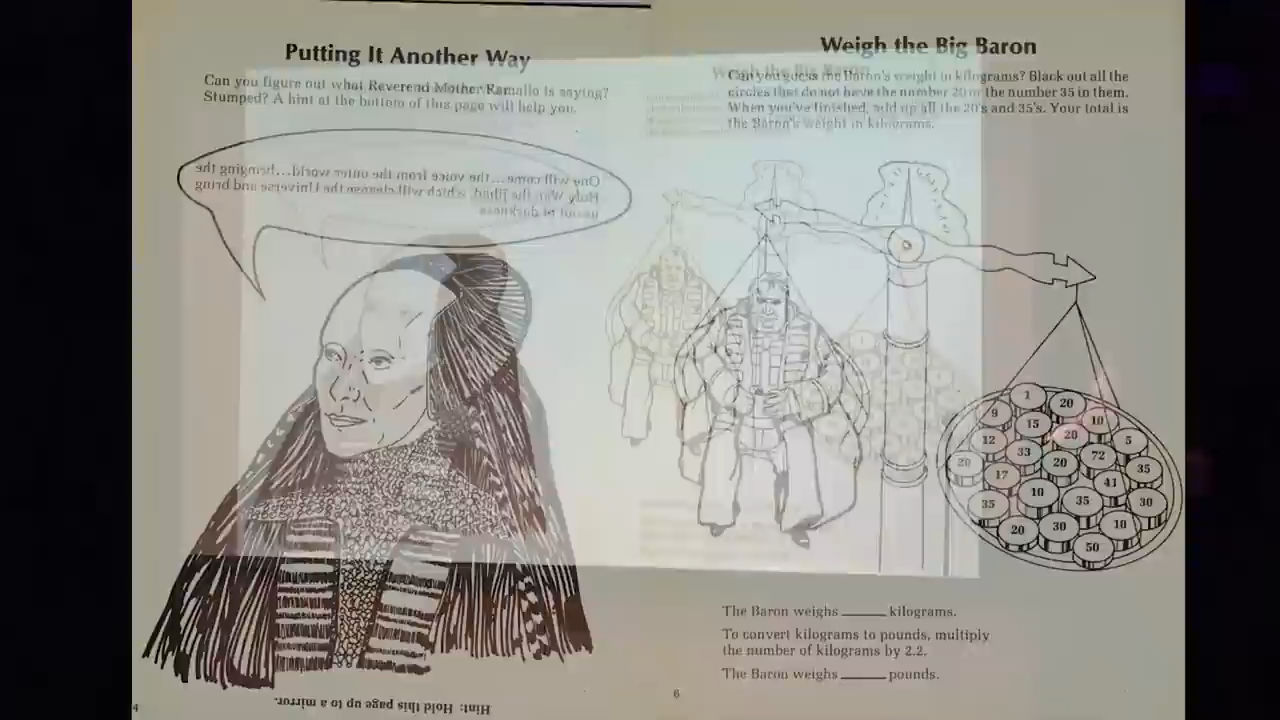 Putting It Another Way
Can you figure out what Reverend Mother Ramallo is saying?
Stumped? A hint at the bottom of this page will help you.
One will come...the voice from the outer world...bringing the
Holy War, the Jihad, which will cleanse the Universe and bring
us out of darkness.
Hint: Hold this page up to a mirror.
4
Weigh the Big Baron
Can you guess the Baron's weight in kilograms? Black out all the
circles that do not have the number 20 or the number 35 in them.
When you've finished, add up all the 20's and 35's. Your total is
the Baron's weight in kilograms.
1
20
9
10
15
20
5
12
33
72
20
20
35
17
41
10
35
30
35
20
30
10
50
The Baron weighs _____ kilograms.
To convert kilograms to pounds, multiply
the number of kilograms by 2.2.
The Baron weighs _____ pounds.
6